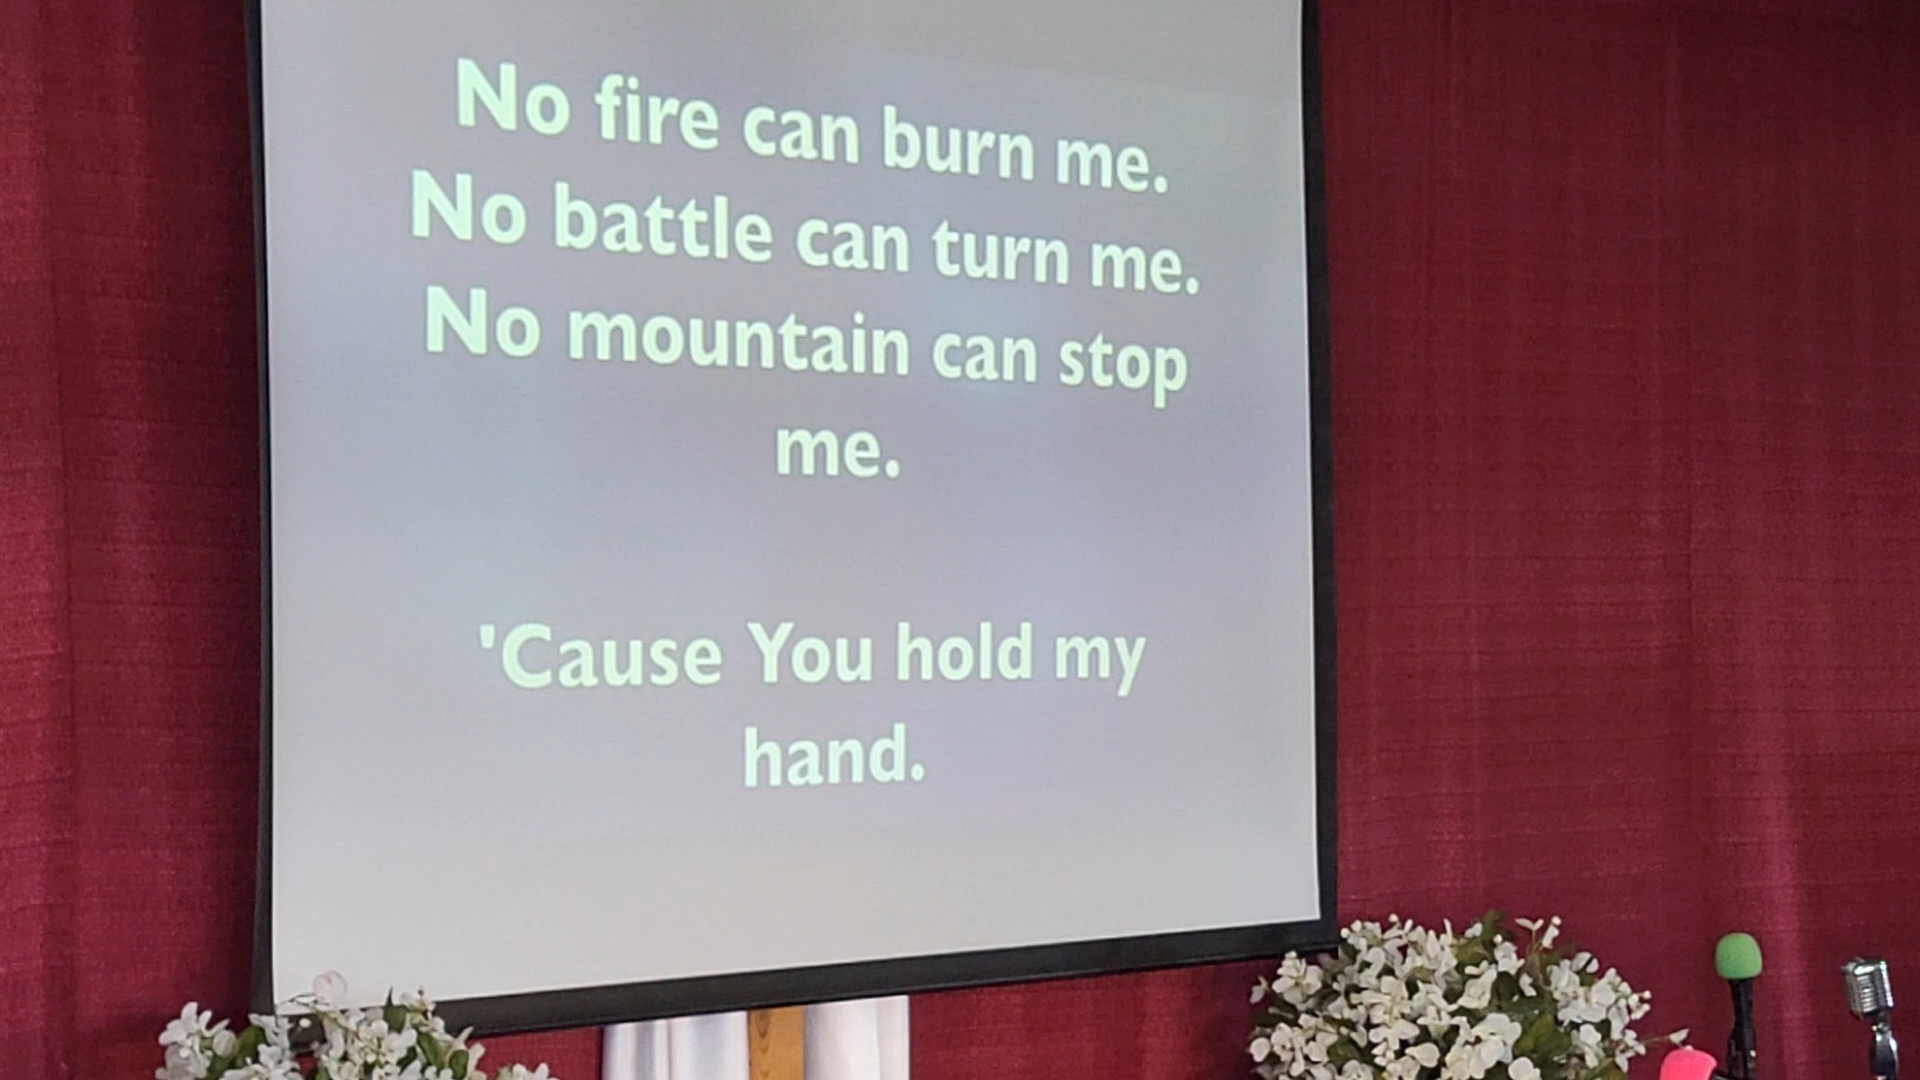 No fire can burn me.
No battle can turn me.
No mountain can stop
me.
'Cause You hold my
hand.